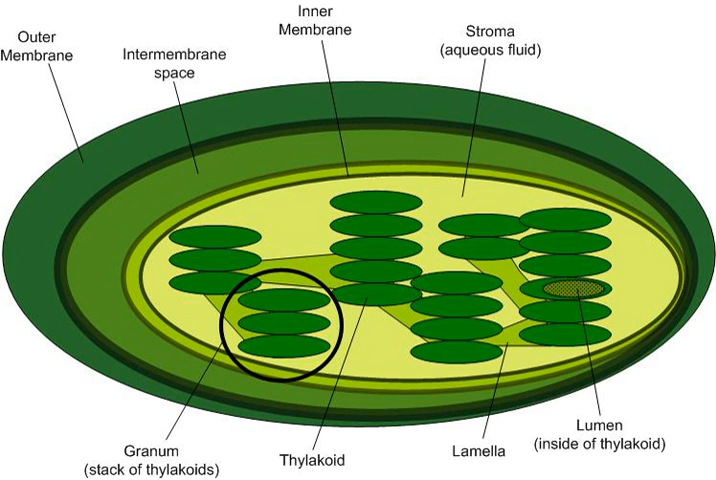 Outer
Membrane
Intermembrane
space
Inner
Membrane
Stroma
(aqueous fluid)
Granum
(stack of thylakoids)
Thylakoid
Lamella
Lumen
(inside of thylakoid)